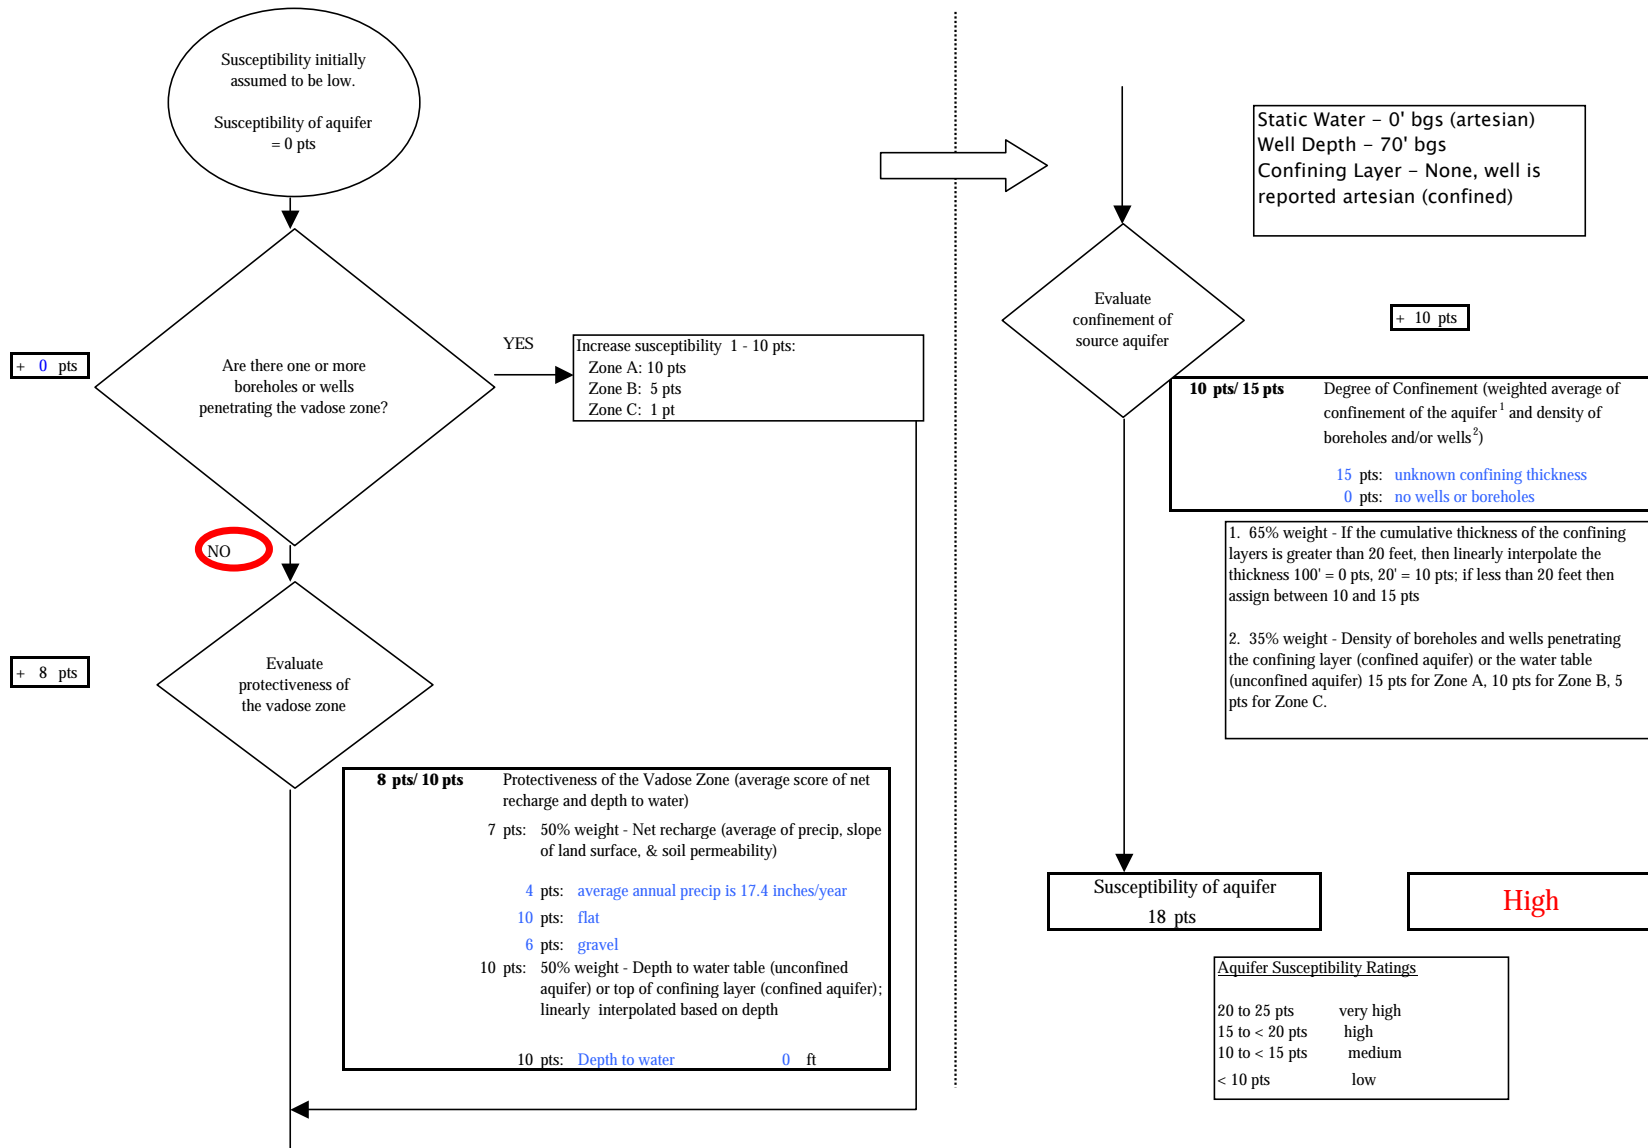 Susceptibility initially
assumed to be low.
Susceptibility of aquifer
= 0 pts
+ 0 pts
Are there one or more
boreholes or wells
penetrating the vadose zone?
YES
Increase susceptibility 1 - 10 pts:
Zone A: 10 pts
Zone B: 5 pts
Zone C: 1 pt
NO
+ 8 pts
Evaluate
protectiveness of
the vadose zone
8 pts/ 10 pts Protectiveness of the Vadose Zone (average score of net
recharge and depth to water)
7 pts: 50% weight - Net recharge (average of precip, slope
of land surface, & soil permeability)
4 pts: average annual precip is 17.4 inches/year
10 pts: flat
6 pts: gravel
10 pts: 50% weight - Depth to water table (unconfined
aquifer) or top of confining layer (confined aquifer);
linearly interpolated based on depth
10 pts: Depth to water 0 ft
Static Water – 0' bgs (artesian)
Well Depth – 70' bgs
Confining Layer – None, well is
reported artesian (confined)
Evaluate
confinement of
source aquifer
+ 10 pts
10 pts/ 15 pts Degree of Confinement (weighted average of
confinement of the aquifer1 and density of
boreholes and/or wells2)
15 pts: unknown confining thickness
0 pts: no wells or boreholes
1. 65% weight - If the cumulative thickness of the confining
layers is greater than 20 feet, then linearly interpolate the
thickness 100' = 0 pts, 20' = 10 pts; if less than 20 feet then
assign between 10 and 15 pts
2. 35% weight - Density of boreholes and wells penetrating
the confining layer (confined aquifer) or the water table
(unconfined aquifer) 15 pts for Zone A, 10 pts for Zone B, 5
pts for Zone C.
Susceptibility of aquifer
18 pts
High
Aquifer Susceptibility Ratings
20 to 25 pts very high
15 to < 20 pts high
10 to < 15 pts medium
< 10 pts low